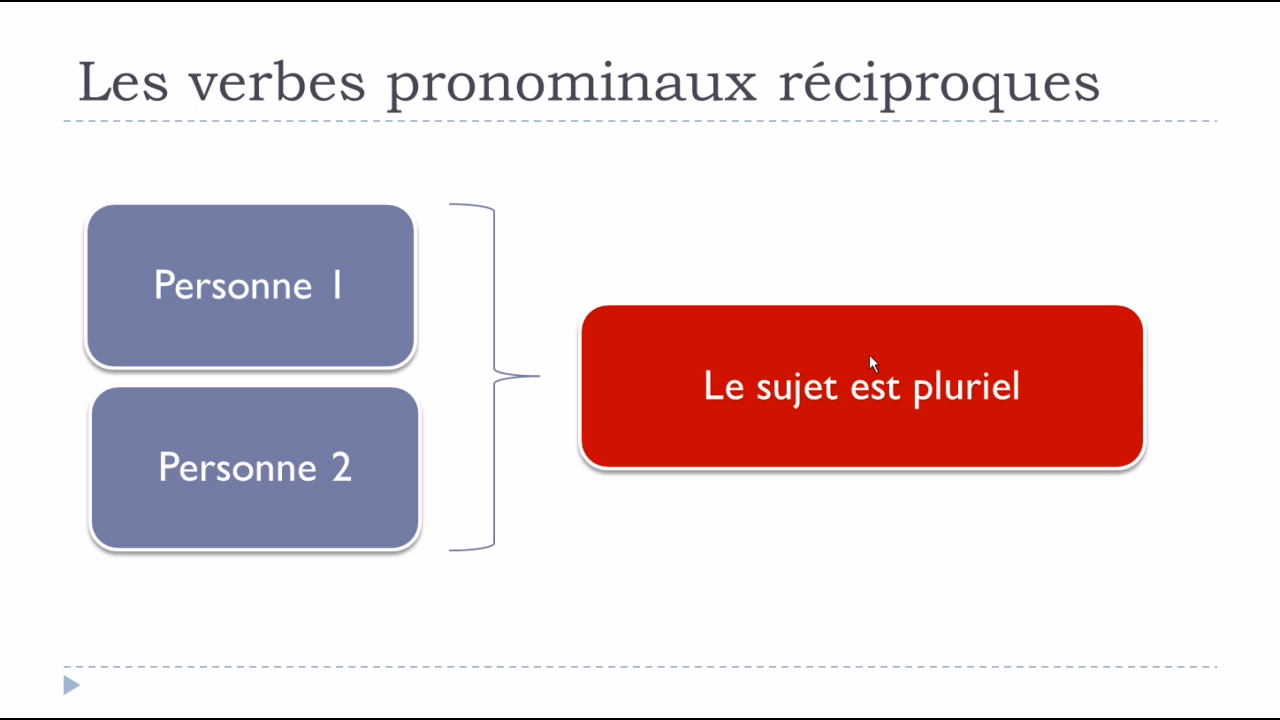 Les verbes pronominaux réciproques
Personne 1
Personne 2
Le sujet est pluriel